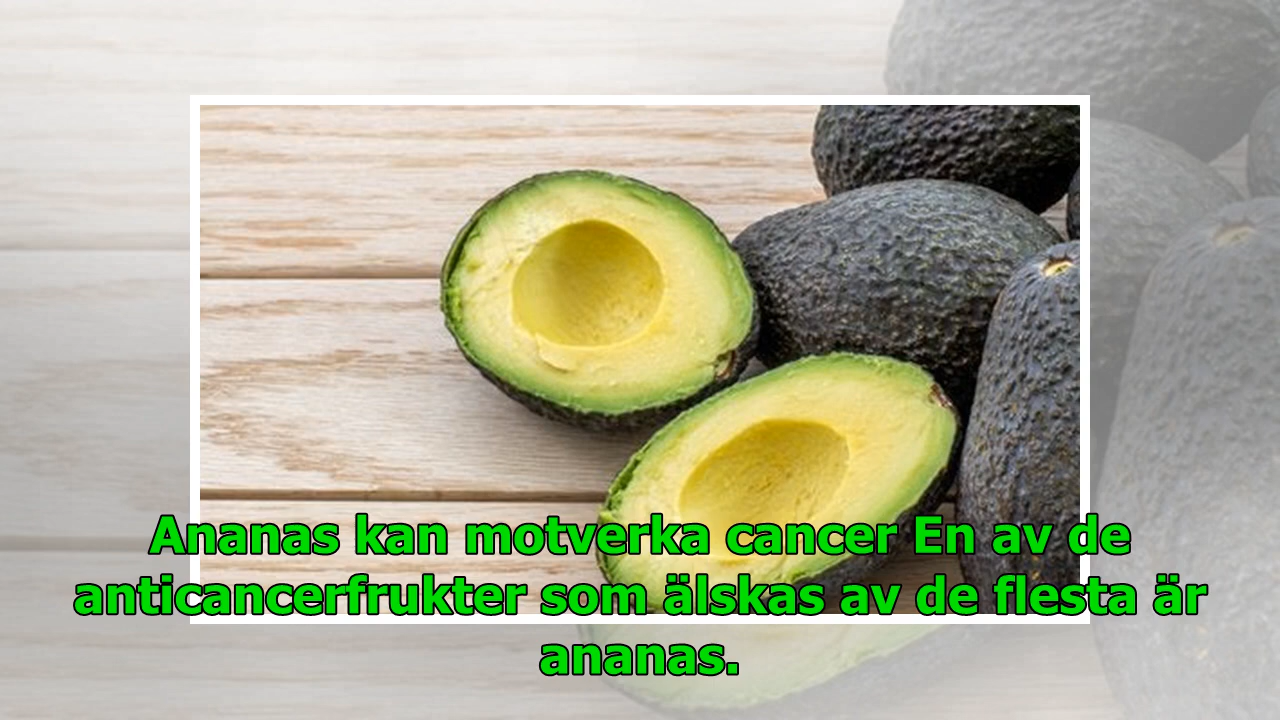 Ananas kan motverka cancer En av de
anticancerfrukter som älskas av de flesta är
ananas.